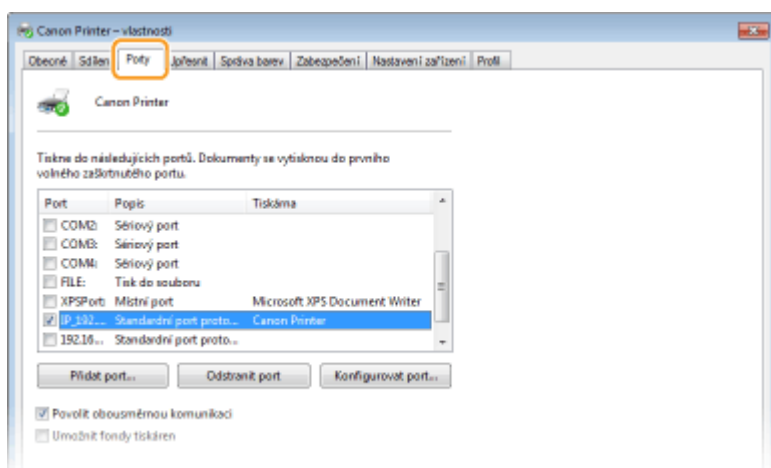 Canon Printer – vlastnosti
Obecné Sdílen Porty Upřesnit Správa barev Zabezpečení Nastavení zařízení Profil
Canon Printer
Tiskne do následujících portů. Dokumenty se vytisknou do prvního
volného zaškrtnutého portu.
Port Popis Tiskárna
COM2: Sériový port
COM3: Sériový port
COM4: Sériový port
FILE: Tisk do souboru
XPSPort: Místní port Microsoft XPS Document Writer
IP_192.... Standardní port proto... Canon Printer
192.16... Standardní port proto...
Přidat port... Odstranit port Konfigurovat port...
Povolit obousměrnou komunikaci
Umožnit fondy tiskáren